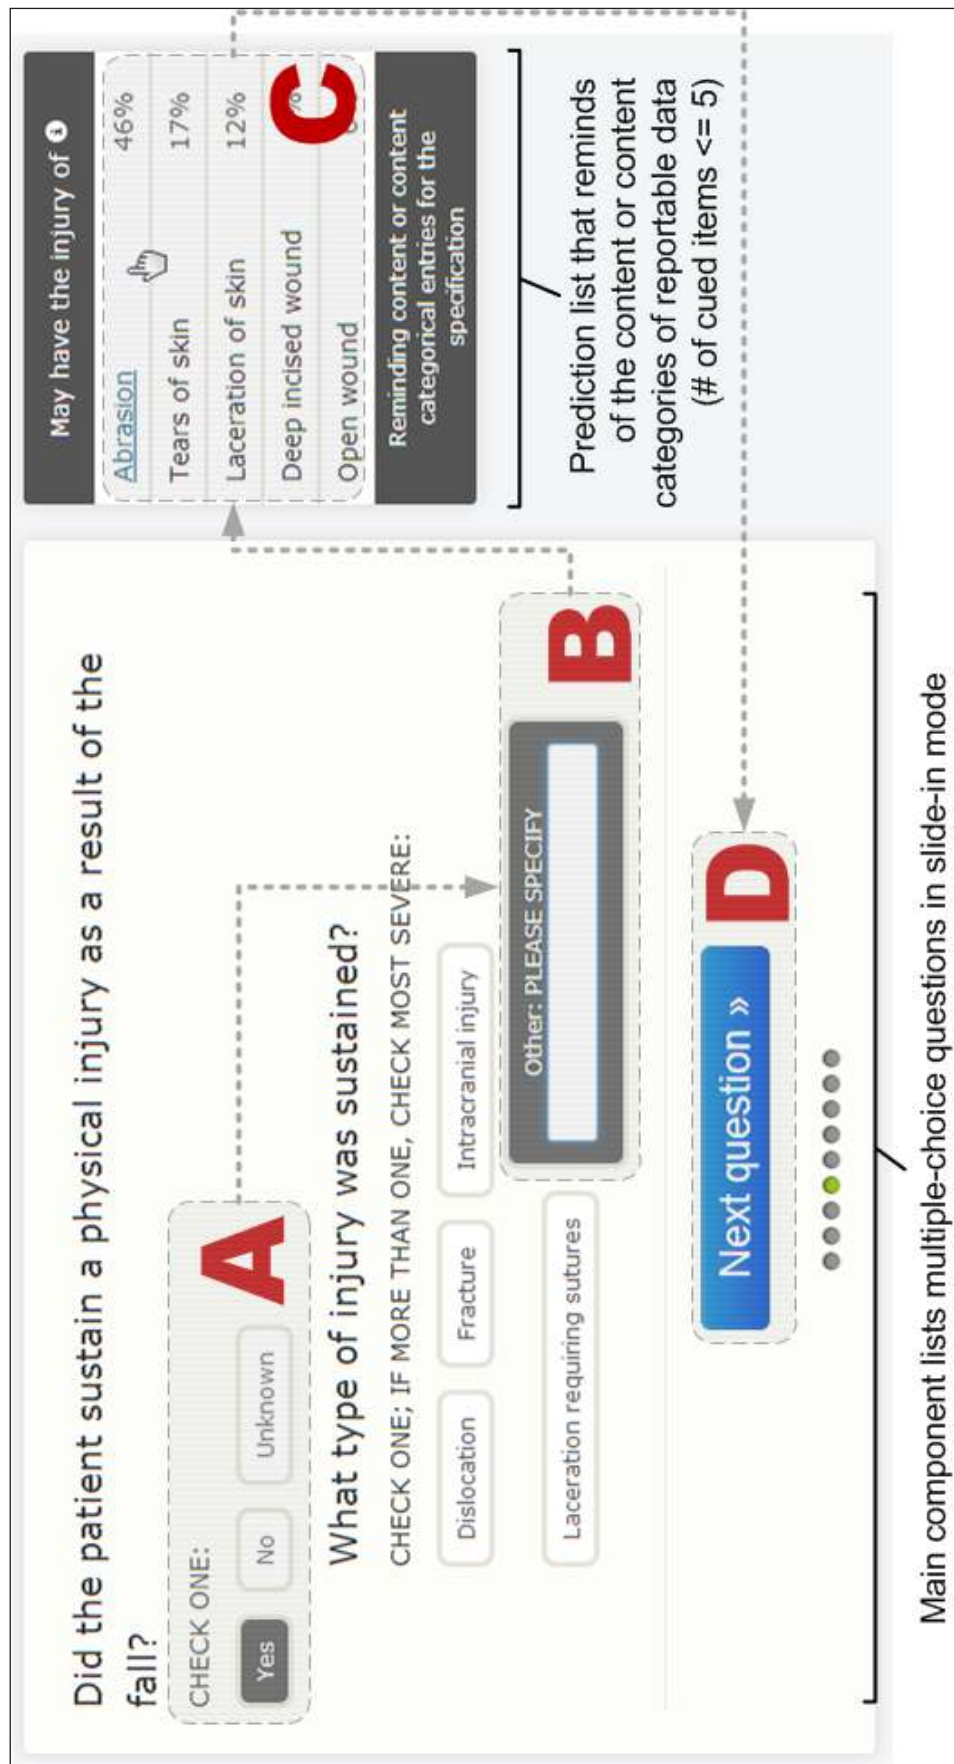 Did the patient sustain a physical injury as a result of the
fall?
CHECK ONE:
Yes
No
Unknown
A
What type of injury was sustained?
CHECK ONE; IF MORE THAN ONE, CHECK MOST SEVERE:
Dislocation
Fracture
Intracranial injury
Laceration requiring sutures
Other: PLEASE SPECIFY
B
Next question »
D
May have the injury of
Abrasion 46%
Tears of skin 17%
Laceration of skin 12%
Deep incised wound %
Open wound
C
Reminding content or content
categorical entries for the
specification
Prediction list that reminds
of the content or content
categories of reportable data
(# of cued items <= 5)
Main component lists multiple-choice questions in slide-in mode